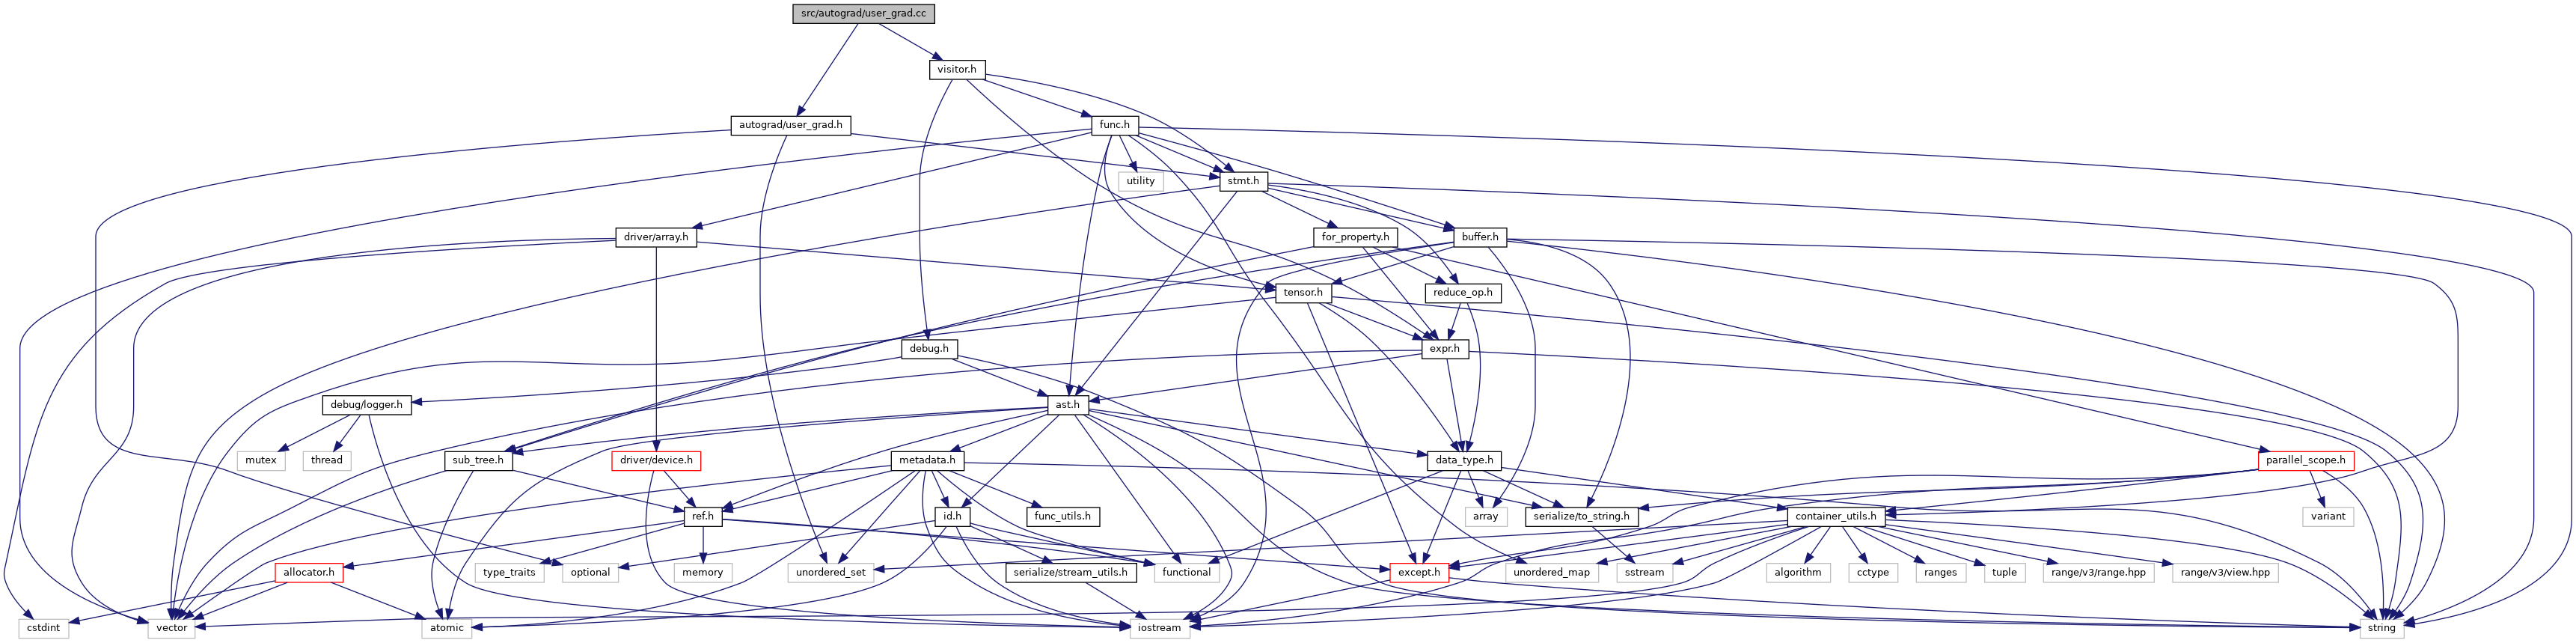 src/autograd/user_grad.cc
visitor.h
autograd/user_grad.h
func.h
utility
stmt.h
driver/array.h
for_property.h
buffer.h
tensor.h
reduce_op.h
debug.h
expr.h
debug/logger.h
ast.h
mutex
thread
sub_tree.h
driver/device.h
metadata.h
data_type.h
parallel_scope.h
ref.h
id.h
func_utils.h
array
serialize/to_string.h
container_utils.h
variant
allocator.h
type_traits
optional
memory
unordered_set
serialize/stream_utils.h
functional
except.h
unordered_map
sstream
algorithm
cctype
ranges
tuple
range/v3/range.hpp
range/v3/view.hpp
cstdint
vector
atomic
iostream
string